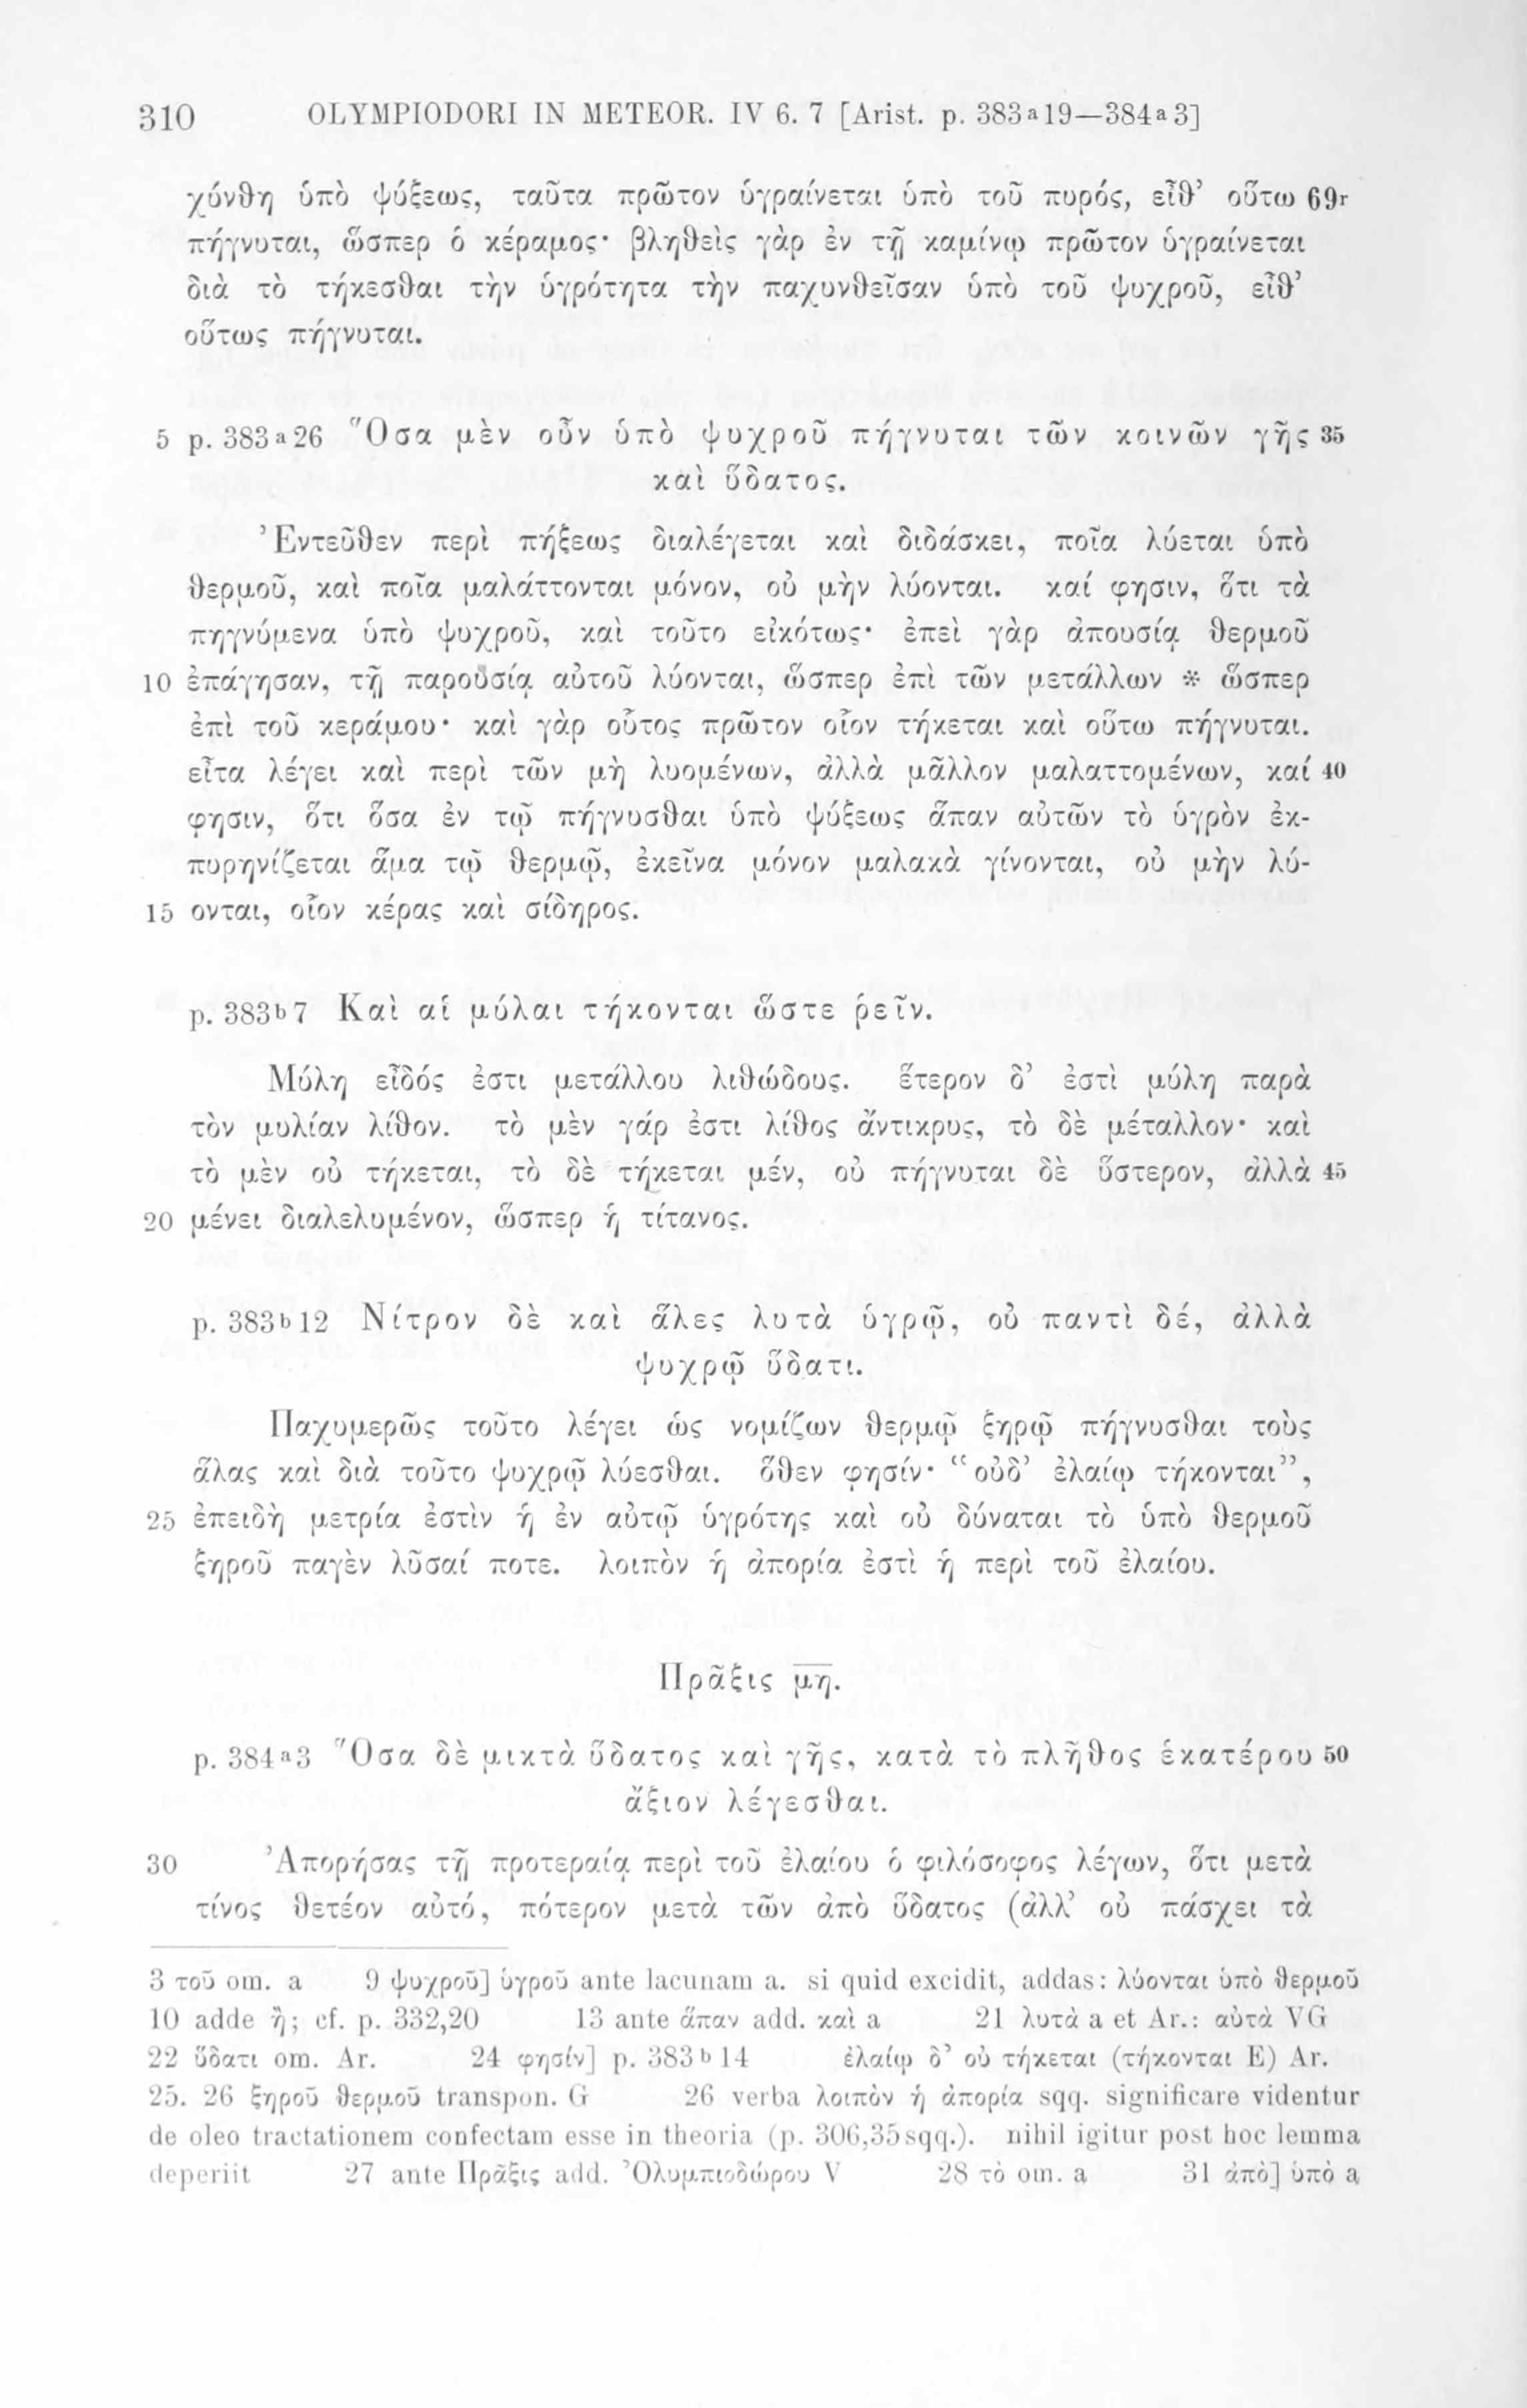 310 OLYMPIODORI IN METEOR. IV 6. 7 [Arist. p. 383a19—384a3]
χύνθη ὑπὸ ψύξεως, ταῦτα πρῶτον ὑγραίνεται ὑπὸ τοῦ πυρός, εἶθ’ οὕτω 69r
πήγνυται, ὥσπερ ὁ κέραμος· βληθεὶς γὰρ ἐν τῇ καμίνῳ πρῶτον ὑγραίνεται
διὰ τὸ τήκεσθαι τὴν ὑγρότητα τὴν παχυνθεῖσαν ὑπὸ τοῦ ψυχροῦ, εἶθ’
οὕτως πήγνυται.
5 p. 383a26 Ὅσα μὲν οὖν ὑπὸ ψυχροῦ πήγνυται τῶν κοινῶν γῆς 35
καὶ ὕδατος.
Ἐντεῦθεν περὶ πήξεως διαλέγεται καὶ διδάσκει, ποῖα λύεται ὑπὸ
θερμοῦ, καὶ ποῖα μαλάττονται μόνον, οὐ μὴν λύονται. καί φησιν, ὅτι τὰ
πηγνύμενα ὑπὸ ψυχροῦ, καὶ τοῦτο εἰκότως· ἐπεὶ γὰρ ἀπουσίᾳ θερμοῦ
10 ἐπάγησαν, τῇ παρουσίᾳ αὐτοῦ λύονται, ὥσπερ ἐπὶ τῶν μετάλλων * ὥσπερ
ἐπὶ τοῦ κεράμου· καὶ γὰρ οὗτος πρῶτον οἷον τήκεται καὶ οὕτω πήγνυται.
εἶτα λέγει καὶ περὶ τῶν μὴ λυομένων, ἀλλὰ μᾶλλον μαλαττομένων, καί 40
φησιν, ὅτι ὅσα ἐν τῷ πήγνυσθαι ὑπὸ ψύξεως ἅπαν αὐτῶν τὸ ὑγρὸν ἐκ-
πυρηνίζεται ἅμα τῷ θερμῷ, ἐκεῖνα μόνον μαλακὰ γίνονται, οὐ μὴν λύ-
15 ονται, οἷον κέρας καὶ σίδηρος.
p. 383b7 Καὶ αἱ μύλαι τήκονται ὥστε ῥεῖν.
Μύλη εἶδός ἐστι μετάλλου λιθώδους. ἕτερον δ’ ἐστὶ μύλη παρὰ
τὸν μυλίαν λίθον. τὸ μὲν γάρ ἐστι λίθος ἄντικρυς, τὸ δὲ μέταλλον· καὶ
τὸ μὲν οὐ τήκεται, τὸ δὲ τήκεται μέν, οὐ πήγνυται δὲ ὕστερον, ἀλλὰ 45
20 μένει διαλελυμένον, ὥσπερ ἡ τίτανος.
p. 383b12 Νίτρον δὲ καὶ ἅλες λυτὰ ὑγρῷ, οὐ παντὶ δέ, ἀλλὰ
ψυχρῷ ὕδατι.
Παχυμερῶς τοῦτο λέγει ὡς νομίζων θερμῷ ξηρῷ πήγνυσθαι τοὺς
ἅλας καὶ διὰ τοῦτο ψυχρῷ λύεσθαι. ὅθεν φησίν· “οὐδ’ ἐλαίῳ τήκονται”,
25 ἐπειδὴ μετρία ἐστὶν ἡ ἐν αὐτῷ ὑγρότης καὶ οὐ δύναται τὸ ὑπὸ θερμοῦ
ξηροῦ παγὲν λῦσαί ποτε. λοιπὸν ἡ ἀπορία ἐστὶ ἡ περὶ τοῦ ἐλαίου.
Πρᾶξις μη.
p. 384a3 Ὅσα δὲ μικτὰ ὕδατος καὶ γῆς, κατὰ τὸ πλῆθος ἑκατέρου 50
ἄξιον λέγεσθαι.
30 Ἀπορήσας τῇ προτεραίᾳ περὶ τοῦ ἐλαίου ὁ φιλόσοφος λέγων, ὅτι μετὰ
τίνος θετέον αὐτό, πότερον μετὰ τῶν ἀπὸ ὕδατος (ἀλλ’ οὐ πάσχει τὰ
3 τοῦ om. a 9 ψυχροῦ] ὑγροῦ ante lacunam a. si quid excidit, addas: λύονται ὑπὸ θερμοῦ
10 adde ἢ; cf. p. 332,20 13 ante ἅπαν add. καὶ a 21 λυτὰ a et Ar.: αὐτὰ VG
22 ὕδατι om. Ar. 24 φησίν] p. 383b14 ἐλαίῳ δ’ οὐ τήκεται (τήκονται E) Ar.
25. 26 ξηροῦ θερμοῦ transpon. G 26 verba λοιπὸν ἡ ἀπορία sqq. significare videntur
de oleo tractationem confectam esse in theoria (p. 306,35sqq.). nihil igitur post hoc lemma
deperiit 27 ante Πρᾶξις add. Ὀλυμπιοδώρου V 28 τὸ om. a 31 ἀπὸ] ὑπὸ a